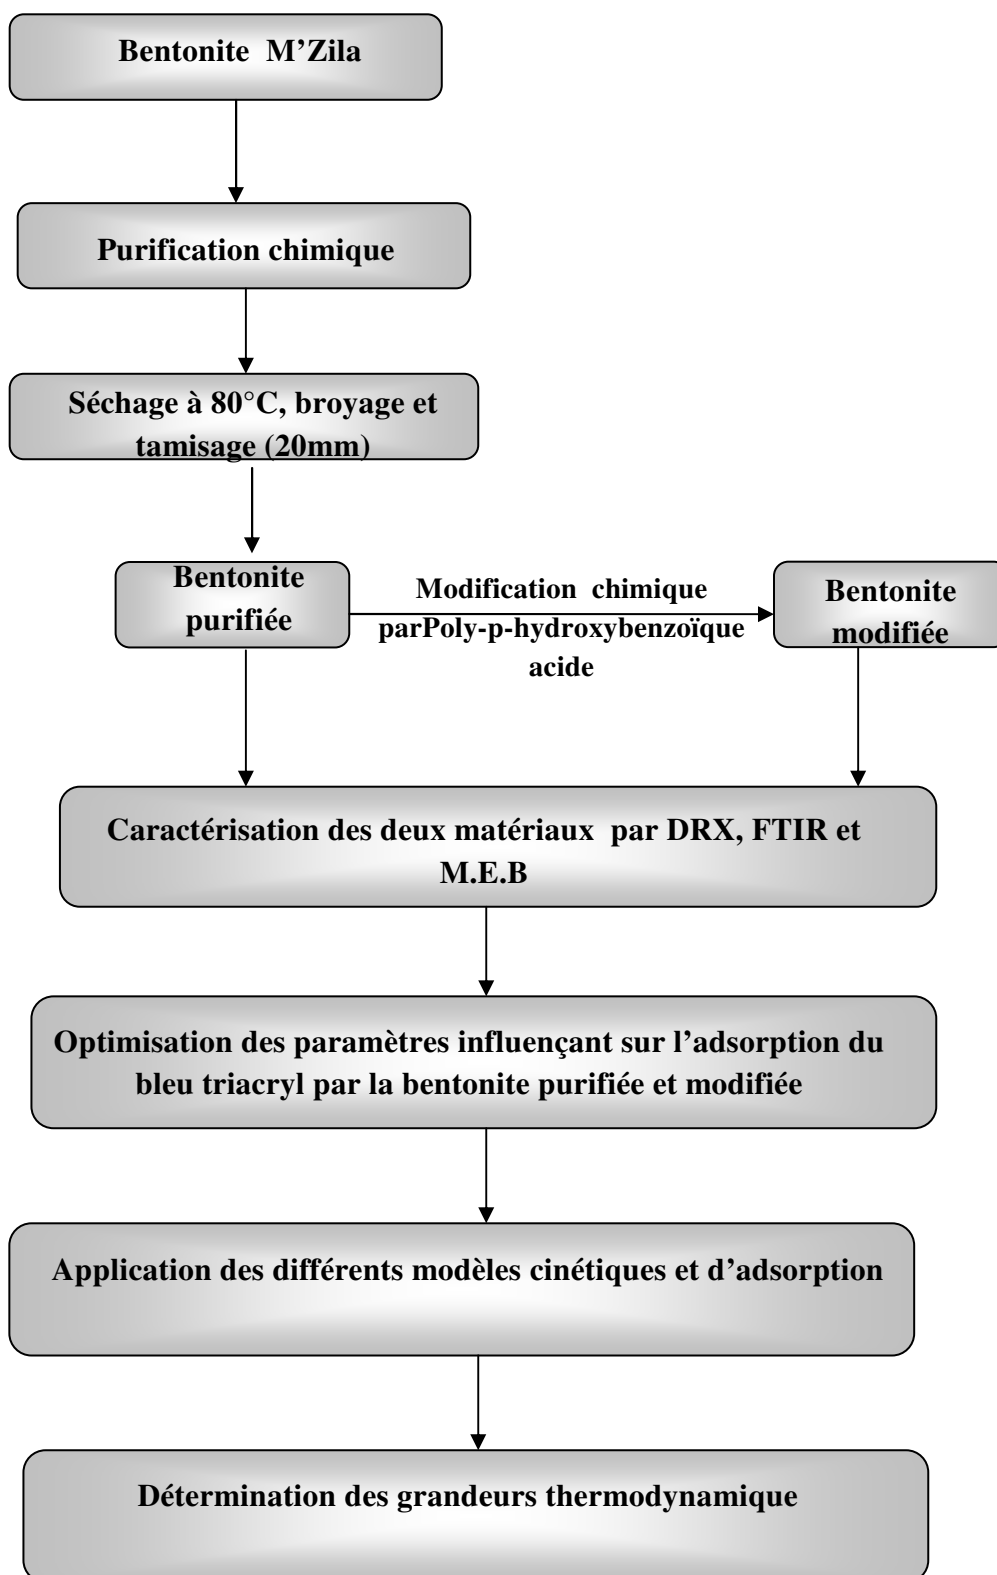 Bentonite M’Zila
Purification chimique
Séchage à 80°C, broyage et
tamisage (20mm)
Bentonite
purifiée
Modification chimique
parPoly-p-hydroxybenzoïque
acide
Bentonite
modifiée
Caractérisation des deux matériaux par DRX, FTIR et
M.E.B
Optimisation des paramètres influençant sur l’adsorption du
bleu triacryl par la bentonite purifiée et modifiée
Application des différents modèles cinétiques et d’adsorption
Détermination des grandeurs thermodynamique